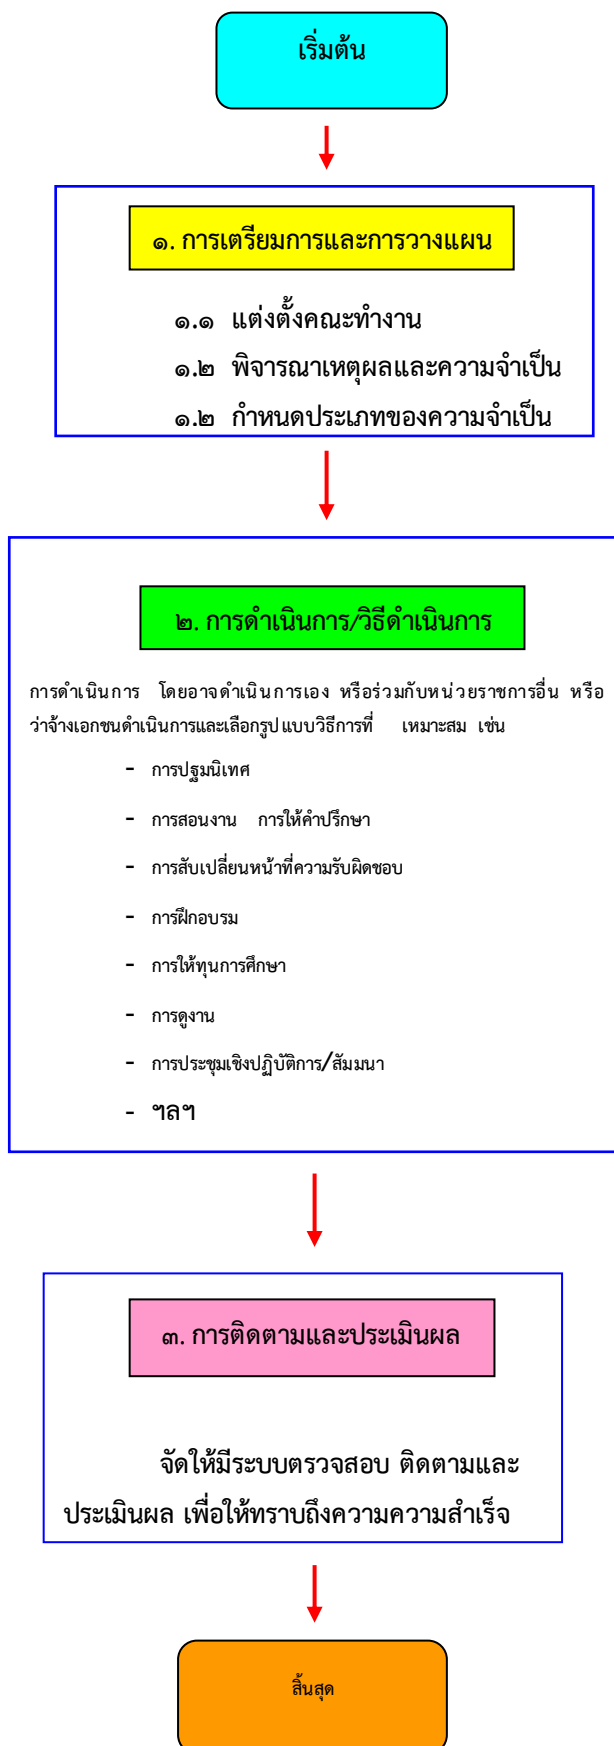 เริ่มต้น
๑. การเตรียมการและการวางแผน
๑.๑ แต่งตั้งคณะทำงาน
๑.๒ พิจารณาเหตุผลและความจำเป็น
๑.๒ กำหนดประเภทของความจำเป็น
๒. การดำเนินการ/วิธีดำเนินการ
การดำเนินการ โดยอาจดำเนินการเอง หรือร่วมกับหน่วยราชการอื่น หรือ
ว่าจ้างเอกชนดำเนินการและเลือกรูปแบบวิธีการที่ เหมาะสม เช่น
- การปฐมนิเทศ
- การสอนงาน การให้คำปรึกษา
- การสับเปลี่ยนหน้าที่ความรับผิดชอบ
- การฝึกอบรม
- การให้ทุนการศึกษา
- การดูงาน
- การประชุมเชิงปฏิบัติการ/สัมมนา
- ฯลฯ
๓. การติดตามและประเมินผล
จัดให้มีระบบตรวจสอบ ติดตามและ
ประเมินผล เพื่อให้ทราบถึงความความสำเร็จ
สิ้นสุด